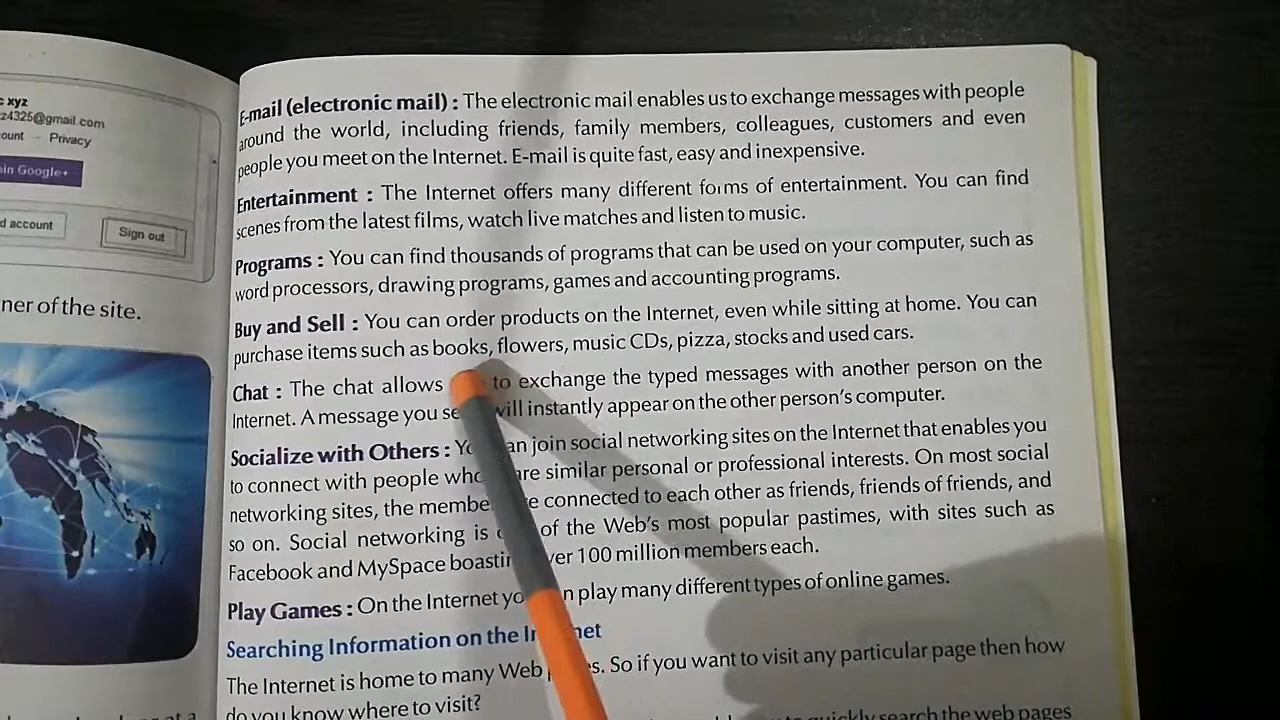 c xyz
z4325@gmail.com
ount – Privacy
in Google+
d account
Sign out
ner of the site.
E-mail (electronic mail) : The electronic mail enables us to exchange messages with people
around the world, including friends, family members, colleagues, customers and even
people you meet on the Internet. E-mail is quite fast, easy and inexpensive.
Entertainment : The Internet offers many different forms of entertainment. You can find
scenes from the latest films, watch live matches and listen to music.
Programs : You can find thousands of programs that can be used on your computer, such as
word processors, drawing programs, games and accounting programs.
Buy and Sell : You can order products on the Internet, even while sitting at home. You can
purchase items such as books, flowers, music CDs, pizza, stocks and used cars.
Chat : The chat allows to exchange the typed messages with another person on the
Internet. A message you se will instantly appear on the other person's computer.
Socialize with Others : Yo an join social networking sites on the Internet that enables you
to connect with people who are similar personal or professional interests. On most social
networking sites, the membe e connected to each other as friends, friends of friends, and
so on. Social networking is of the Web's most popular pastimes, with sites such as
Facebook and MySpace boastin ver 100 million members each.
Play Games : On the Internet yo n play many different types of online games.
Searching Information on the In net
The Internet is home to many Web s. So if you want to visit any particular page then how
do you know where to visit?
to quickly search the web pages